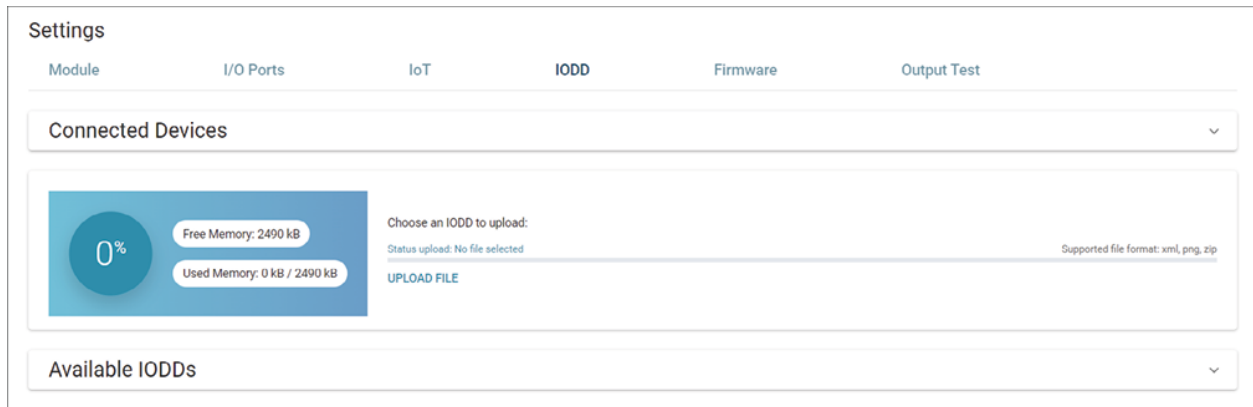 Settings
Module I/O Ports IoT IODD Firmware Output Test
Connected Devices
0%
Free Memory: 2490 kB
Used Memory: 0 kB / 2490 kB
Choose an IODD to upload:
Status upload: No file selected Supported file format: xml, png, zip
UPLOAD FILE
Available IODDs